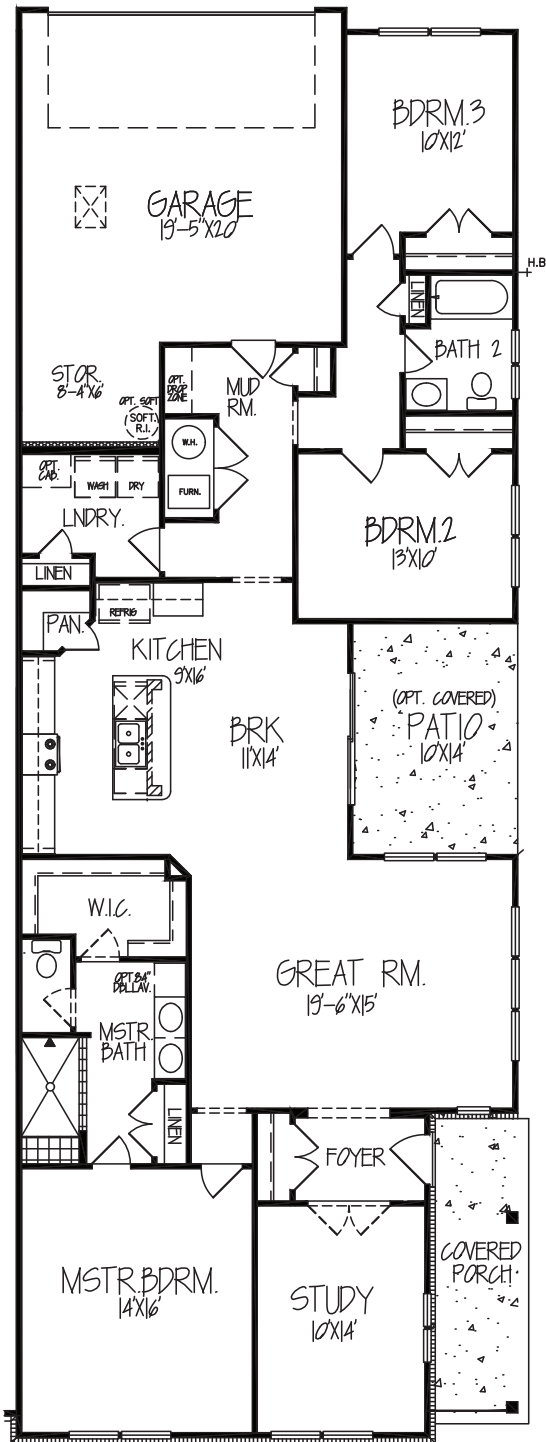 BDRM.3
10'X12'
GARAGE
19'-5"X20'
H.B
LINEN
BATH 2
STOR.
8'-4"X6'
OPT. SOFT
SOFT.
R.I.
OPT.
DROP
ZONE
MUD
RM.
W.H.
FURN.
OPT.
CAB.
WASH
DRY
LNDRY.
LINEN
BDRM.2
13'X10'
PAN.
REFRIG
KITCHEN
9'X16'
BRK
11'X14'
(OPT. COVERED)
PATIO
10'X14'
W.I.C.
OPT 84"
DBL.LAV.
MSTR.
BATH
GREAT RM.
19'-6"X15'
LINEN
FOYER
COVERED
PORCH
MSTR.BDRM.
14'X16'
STUDY
10'X14'